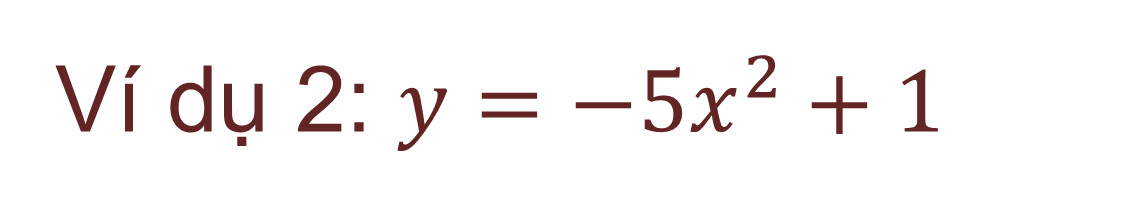 Ví dụ 2: y = −5x² + 1